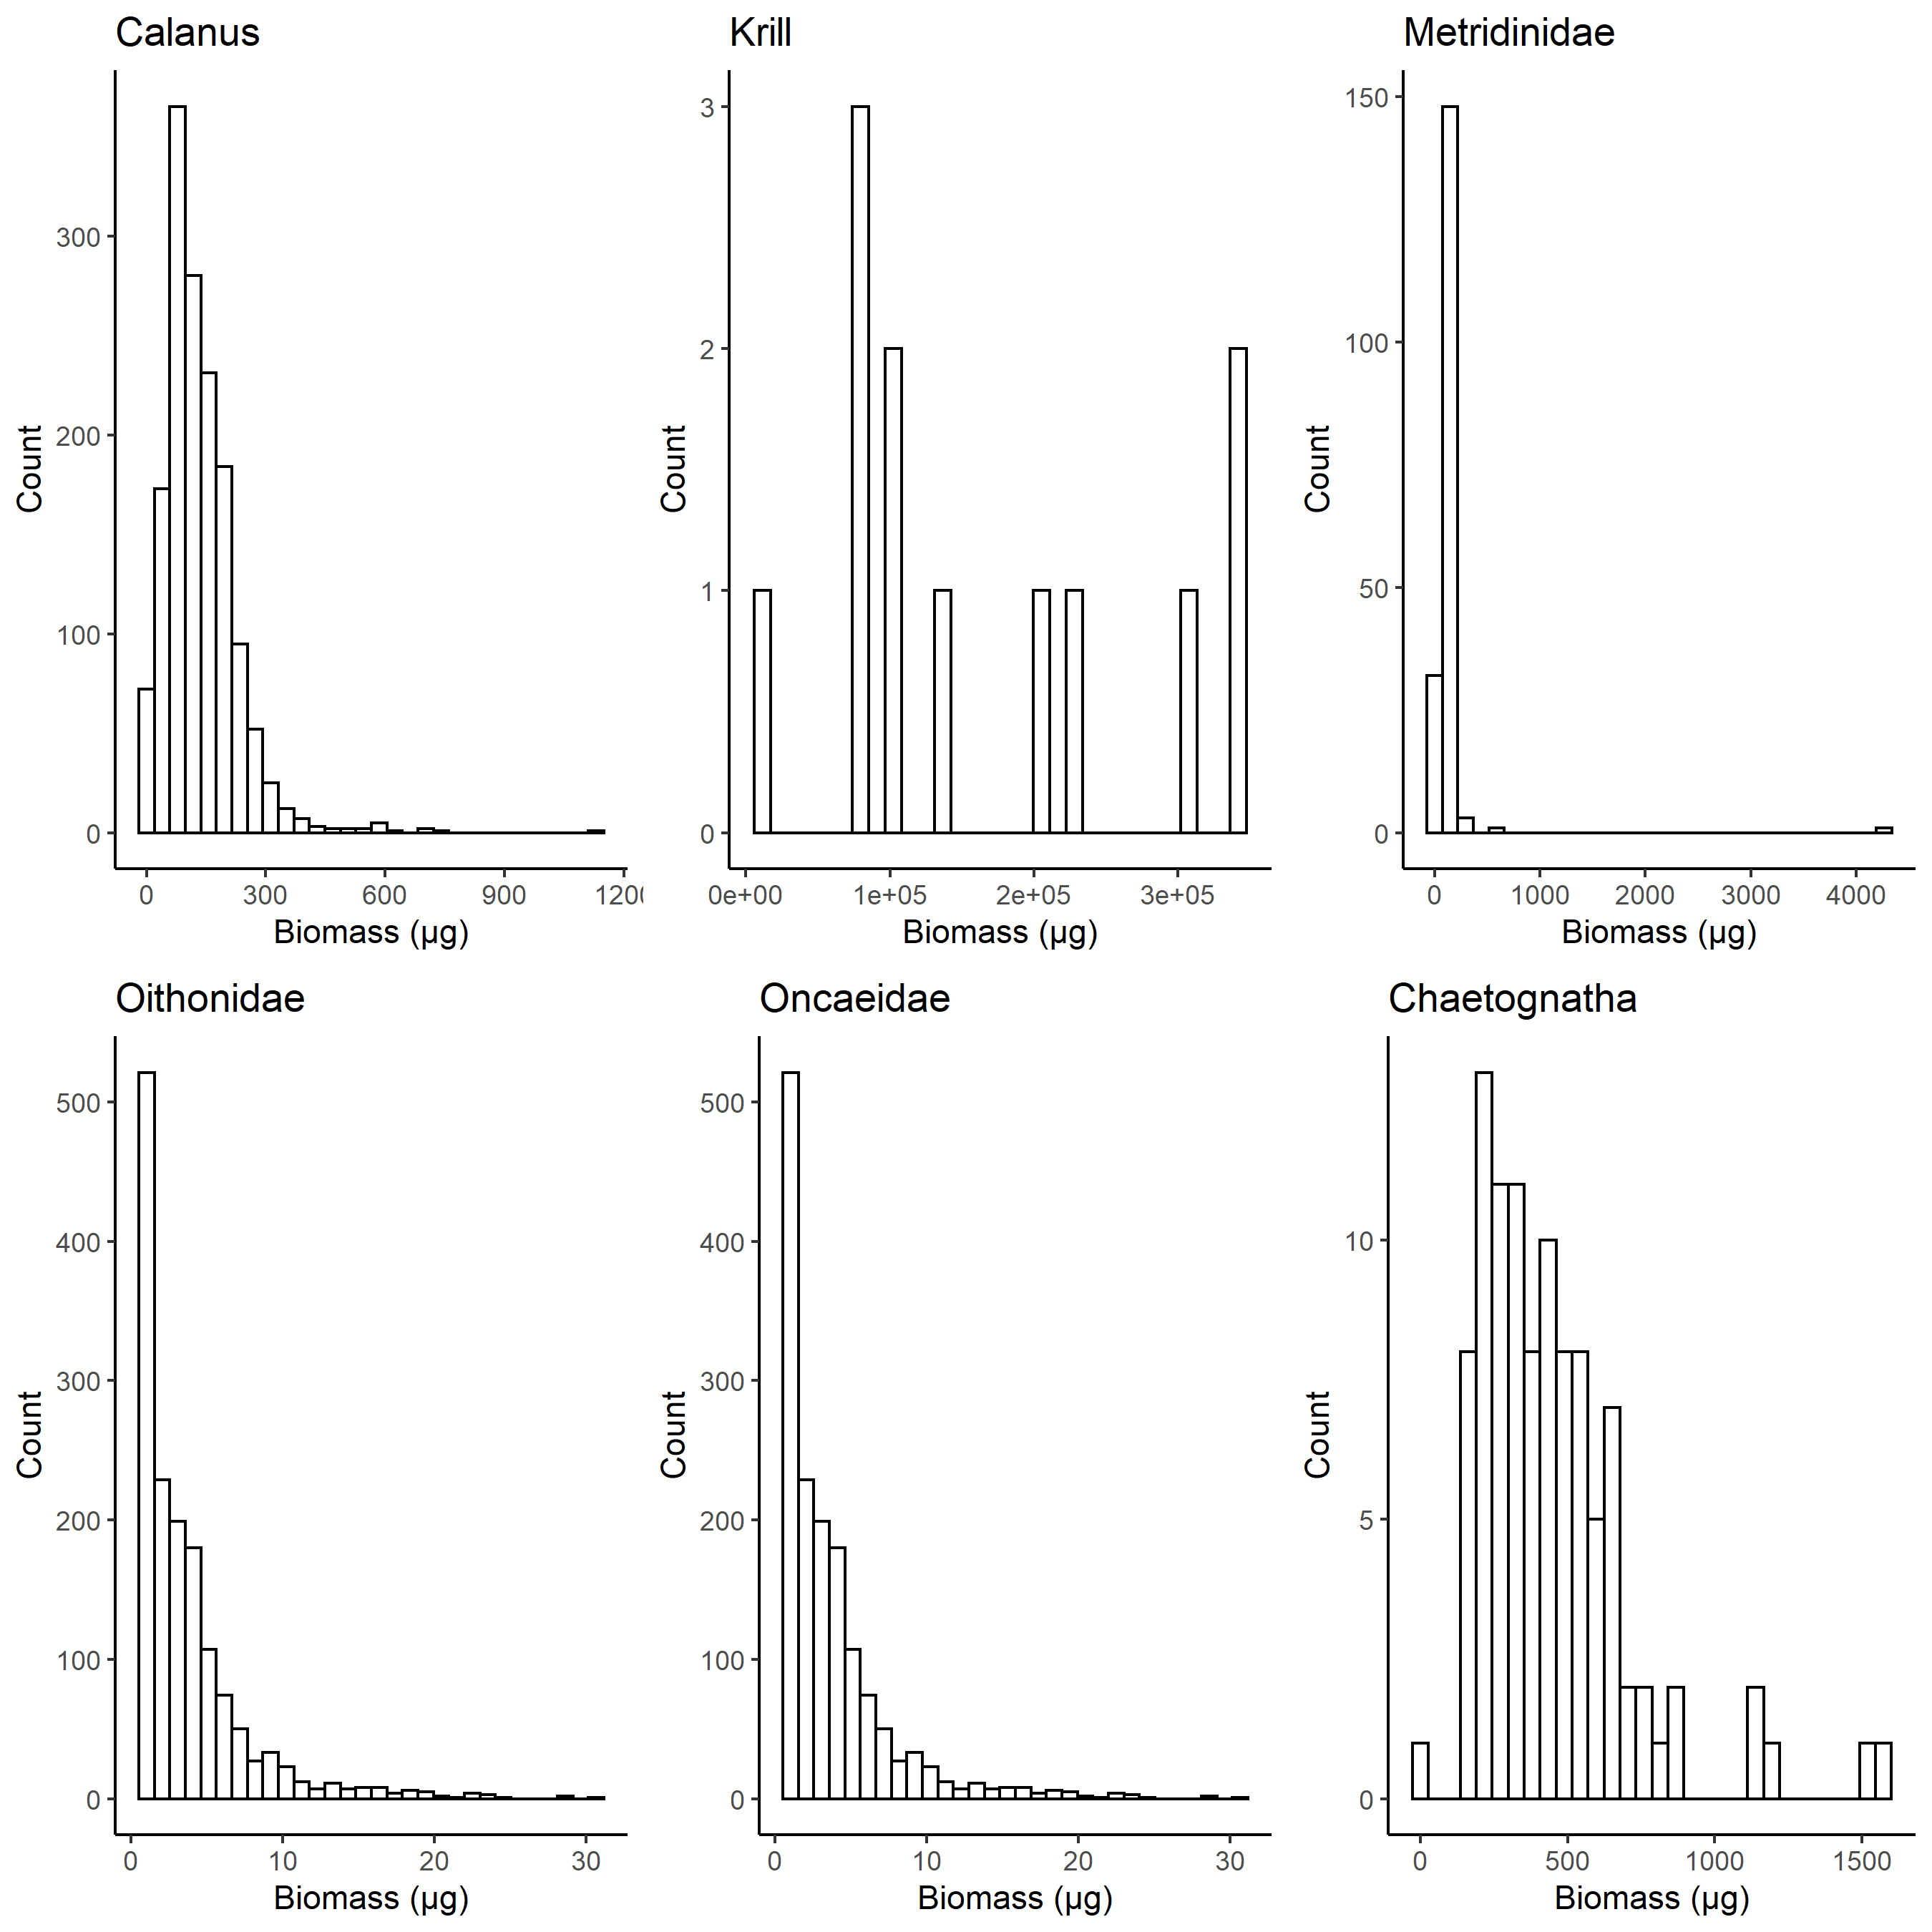 Calanus
Krill
Metridinidae
Count
300
200
100
0
0 300 600 900 1200
Biomass (µg)
Count
3
2
1
0
0e+00 1e+05 2e+05 3e+05
Biomass (µg)
Count
150
100
50
0
0 1000 2000 3000 4000
Biomass (µg)
Oithonidae
Oncaeidae
Chaetognatha
Count
500
400
300
200
100
0
0 10 20 30
Biomass (µg)
Count
500
400
300
200
100
0
0 10 20 30
Biomass (µg)
Count
10
5
0
0 500 1000 1500
Biomass (µg)